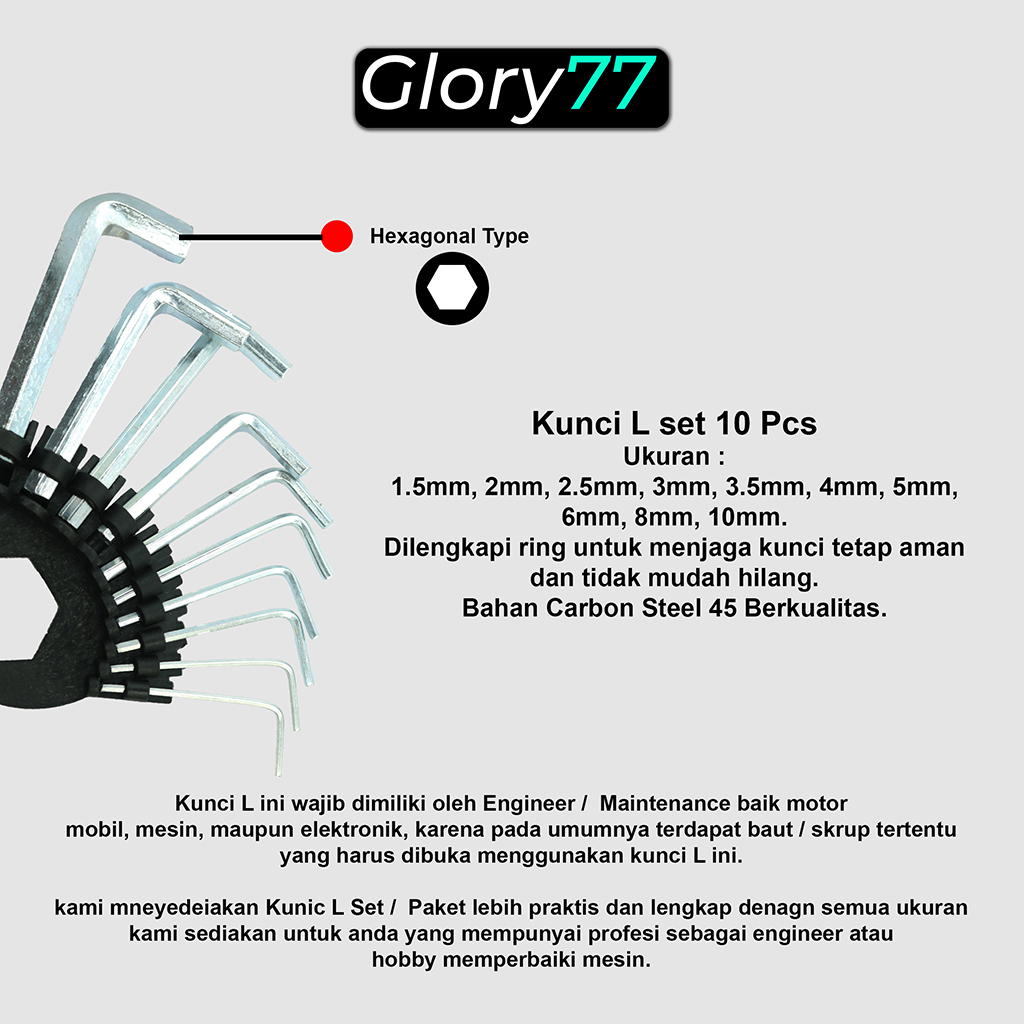 Glory77
Hexagonal Type
Kunci L set 10 Pcs
Ukuran :
1.5mm, 2mm, 2.5mm, 3mm, 3.5mm, 4mm, 5mm,
6mm, 8mm, 10mm.
Dilengkapi ring untuk menjaga kunci tetap aman
dan tidak mudah hilang.
Bahan Carbon Steel 45 Berkualitas.
Kunci L ini wajib dimiliki oleh Engineer / Maintenance baik motor
mobil, mesin, maupun elektronik, karena pada umumnya terdapat baut / skrup tertentu
yang harus dibuka menggunakan kunci L ini.
kami mneyedeiakan Kunic L Set / Paket lebih praktis dan lengkap denagn semua ukuran
kami sediakan untuk anda yang mempunyai profesi sebagai engineer atau
hobby memperbaiki mesin.